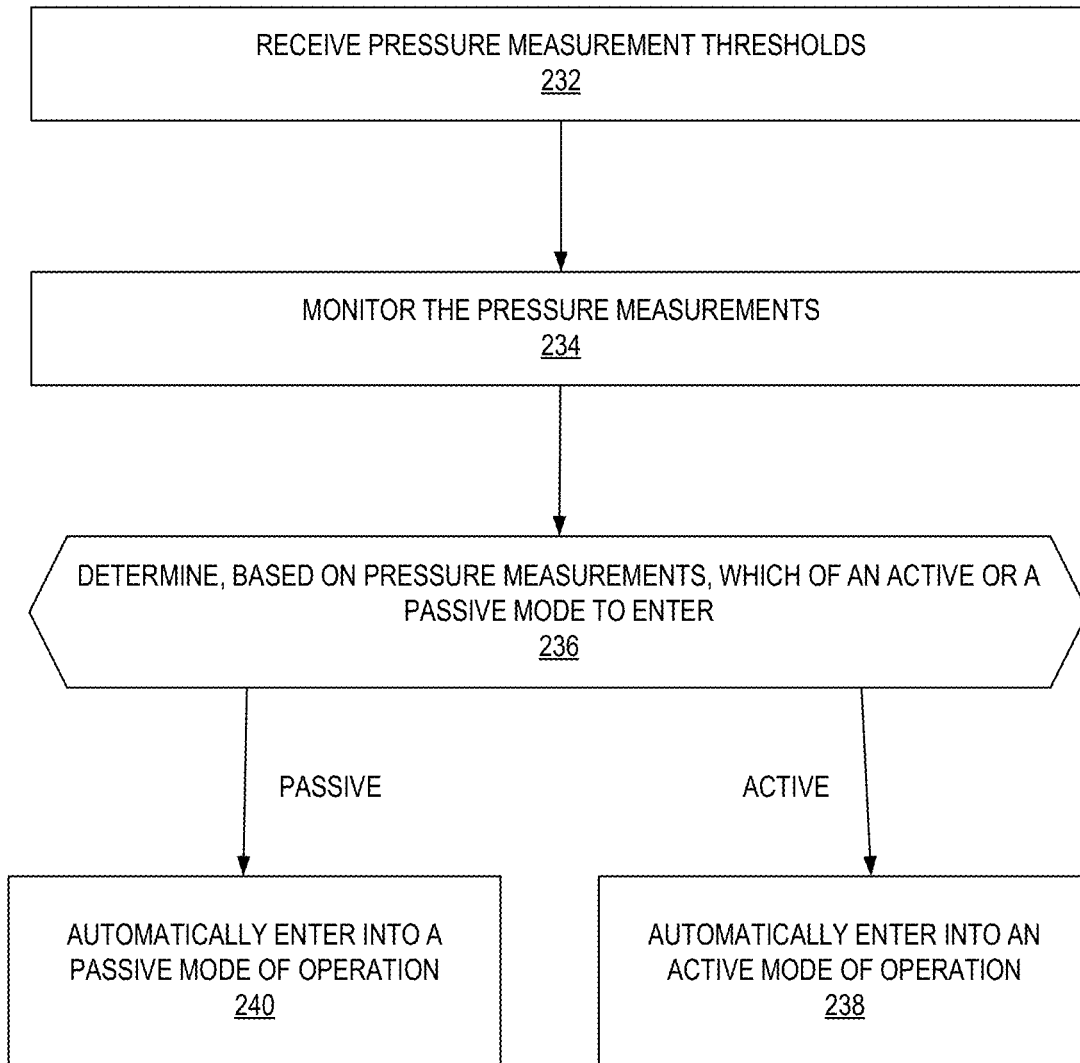 RECEIVE PRESSURE MEASUREMENT THRESHOLDS
232
MONITOR THE PRESSURE MEASUREMENTS
234
DETERMINE, BASED ON PRESSURE MEASUREMENTS, WHICH OF AN ACTIVE OR A
PASSIVE MODE TO ENTER
236
PASSIVE
ACTIVE
AUTOMATICALLY ENTER INTO A
PASSIVE MODE OF OPERATION
240
AUTOMATICALLY ENTER INTO AN
ACTIVE MODE OF OPERATION
238